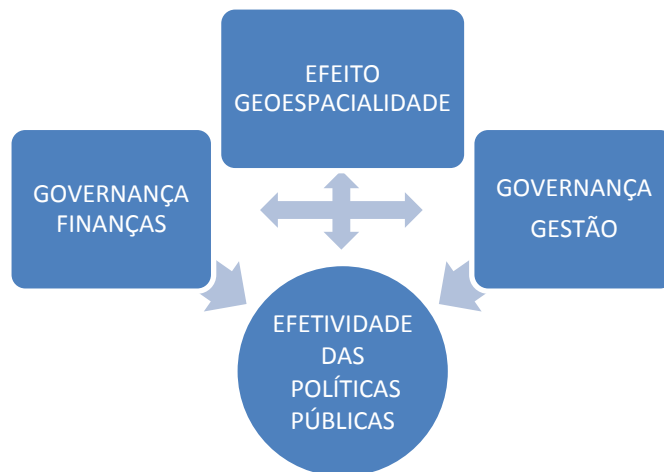 EFEITO
GEOESPACIALIDADE
GOVERNANÇA
FINANÇAS
GOVERNANÇA
GESTÃO
EFETIVIDADE
DAS
POLÍTICAS
PÚBLICAS